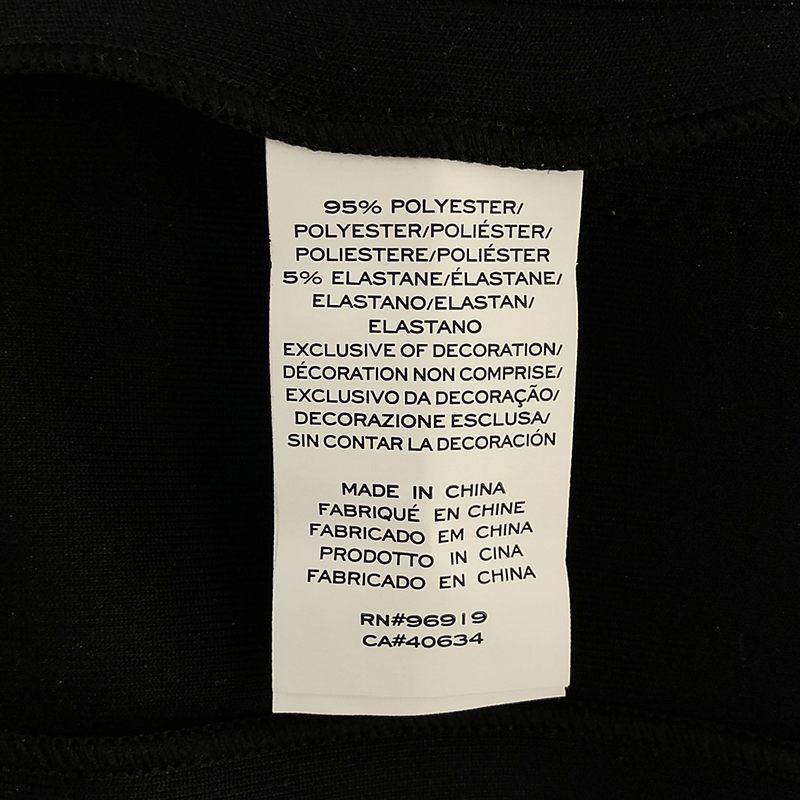 95% POLYESTER/
POLYESTER/POLIÉSTER/
POLIESTERE/POLIÉSTER
5% ELASTANE/ÉLASTANE/
ELASTANO/ELASTAN/
ELASTANO
EXCLUSIVE OF DECORATION/
DÉCORATION NON COMPRISE/
EXCLUSIVO DA DECORAÇÃO/
DECORAZIONE ESCLUSA/
SIN CONTAR LA DECORACIÓN
MADE IN CHINA
FABRIQUÉ EN CHINE
FABRICADO EM CHINA
PRODOTTO IN CINA
FABRICADO EN CHINA
RN#96919
CA#40634